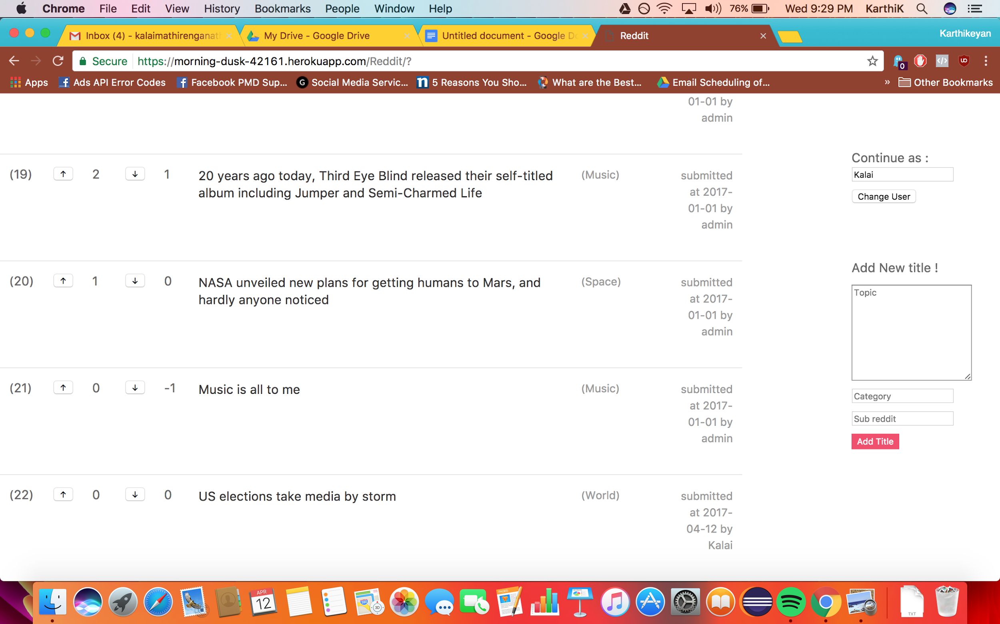 Chrome File Edit View History Bookmarks People Window Help 76% Wed 9:29 PM KarthiK
Inbox (4) - kalaimathirenganat My Drive - Google Drive Untitled document - Google Do Reddit Karthikeyan
Secure https://morning-dusk-42161.herokuapp.com/Reddit/? 0
Apps Ads API Error Codes Facebook PMD Sup... G Social Media Servic... n 5 Reasons You Sho... What are the Best... Email Scheduling of... » Other Bookmarks
01-01 by
admin
(19) ↑ 2 ↓ 1 20 years ago today, Third Eye Blind released their self-titled
album including Jumper and Semi-Charmed Life
(Music)
submitted
at 2017-
01-01 by
admin
(20) ↑ 1 ↓ 0 NASA unveiled new plans for getting humans to Mars, and
hardly anyone noticed
(Space)
submitted
at 2017-
01-01 by
admin
(21) ↑ 0 ↓ -1 Music is all to me
(Music)
submitted
at 2017-
01-01 by
admin
(22) ↑ 0 ↓ 0 US elections take media by storm
(World)
submitted
at 2017-
04-12 by
Kalai
Continue as :
Kalai
Change User
Add New title !
Topic
Category
Sub reddit
Add Title
APR
12
280
3D
PAGES
TXT